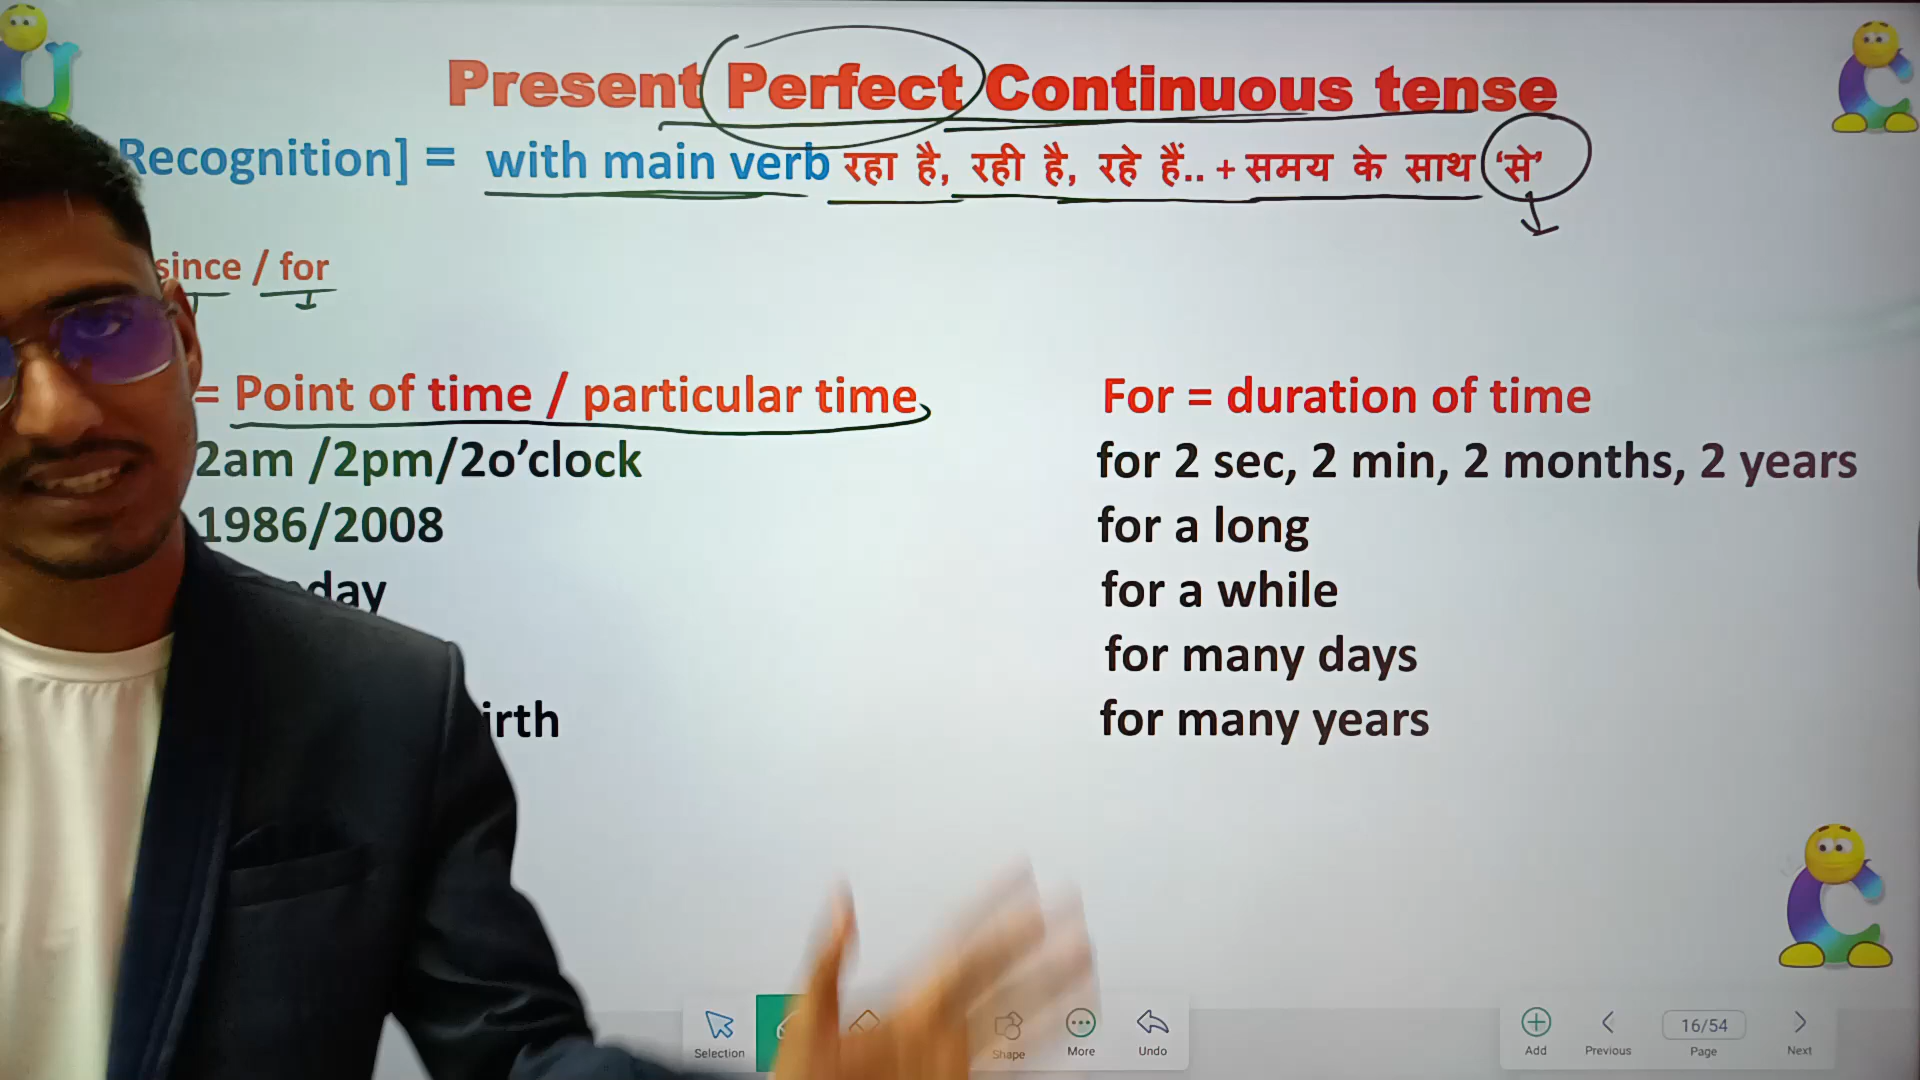 Present Perfect Continuous tense
Recognition] = with main verb रहा है, रही है, रहे हैं.. + समय के साथ ‘से’
since / for
= Point of time / particular time
For = duration of time
2am /2pm/2o’clock
for 2 sec, 2 min, 2 months, 2 years
1986/2008
for a long
day
for a while
for many days
irth
for many years
Selection
Shape
More
Undo
Add
Previous
16/54
Page
Next